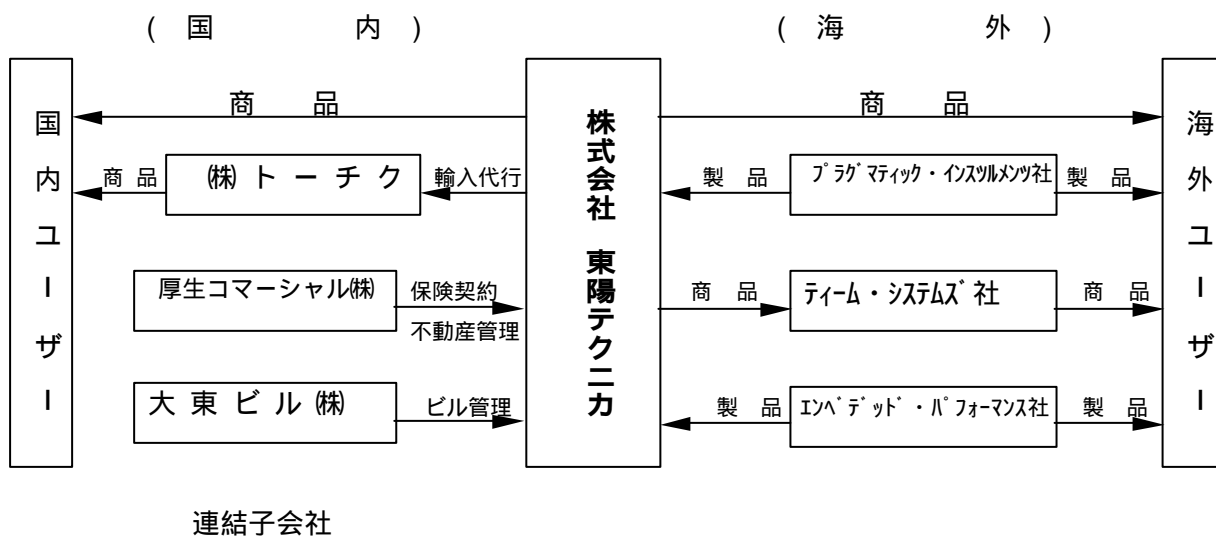 ( 国 内 )
( 海 外 )
国内ユーザー
商 品
商 品
(株) ト ー チ ク
輸入代行
厚生コマーシャル(株)
保険契約
不動産管理
大 東 ビ ル (株)
ビル管理
株式会社 東陽テクニカ
商 品
製 品
プラグマティック・インスツルメンツ社
製 品
商 品
ティーム・システムズ社
商 品
製 品
エンベデッド・パフォーマンス社
製 品
海外ユーザー
連結子会社